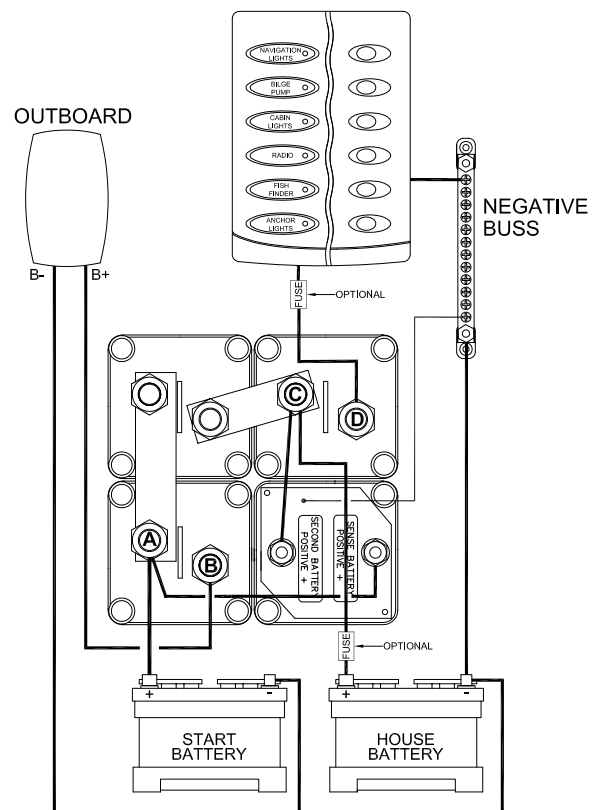 NAVIGATION
LIGHTS
BILGE
PUMP
CABIN
LIGHTS
RADIO
FISH
FINDER
ANCHOR
LIGHTS
OUTBOARD
B-
B+
NEGATIVE
BUSS
FUSE
OPTIONAL
C
D
A
B
SECOND BATTERY
POSITIVE +
SENSE BATTERY
POSITIVE +
FUSE
OPTIONAL
+
-
START
BATTERY
+
-
HOUSE
BATTERY